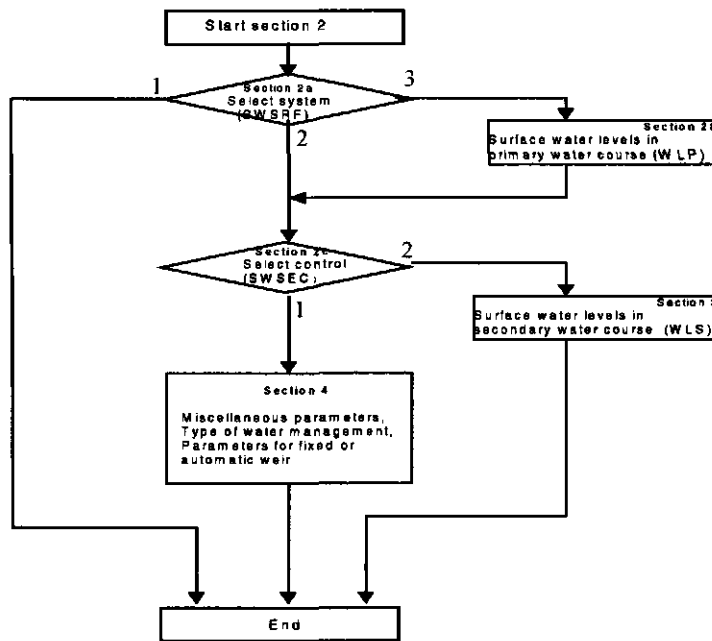 Start section 2
1
3
Section 2a
Select system
(SWSRF)
2
Section
Surface water levels in
primary water course (WLP)
Section 2c
Select control
(SWSEC)
2
1
Section
Surface water levels in
secondary water course (WLS)
Section 4
Miscellaneous parameters,
Type of water management,
Parameters for fixed or
automatic weir
End